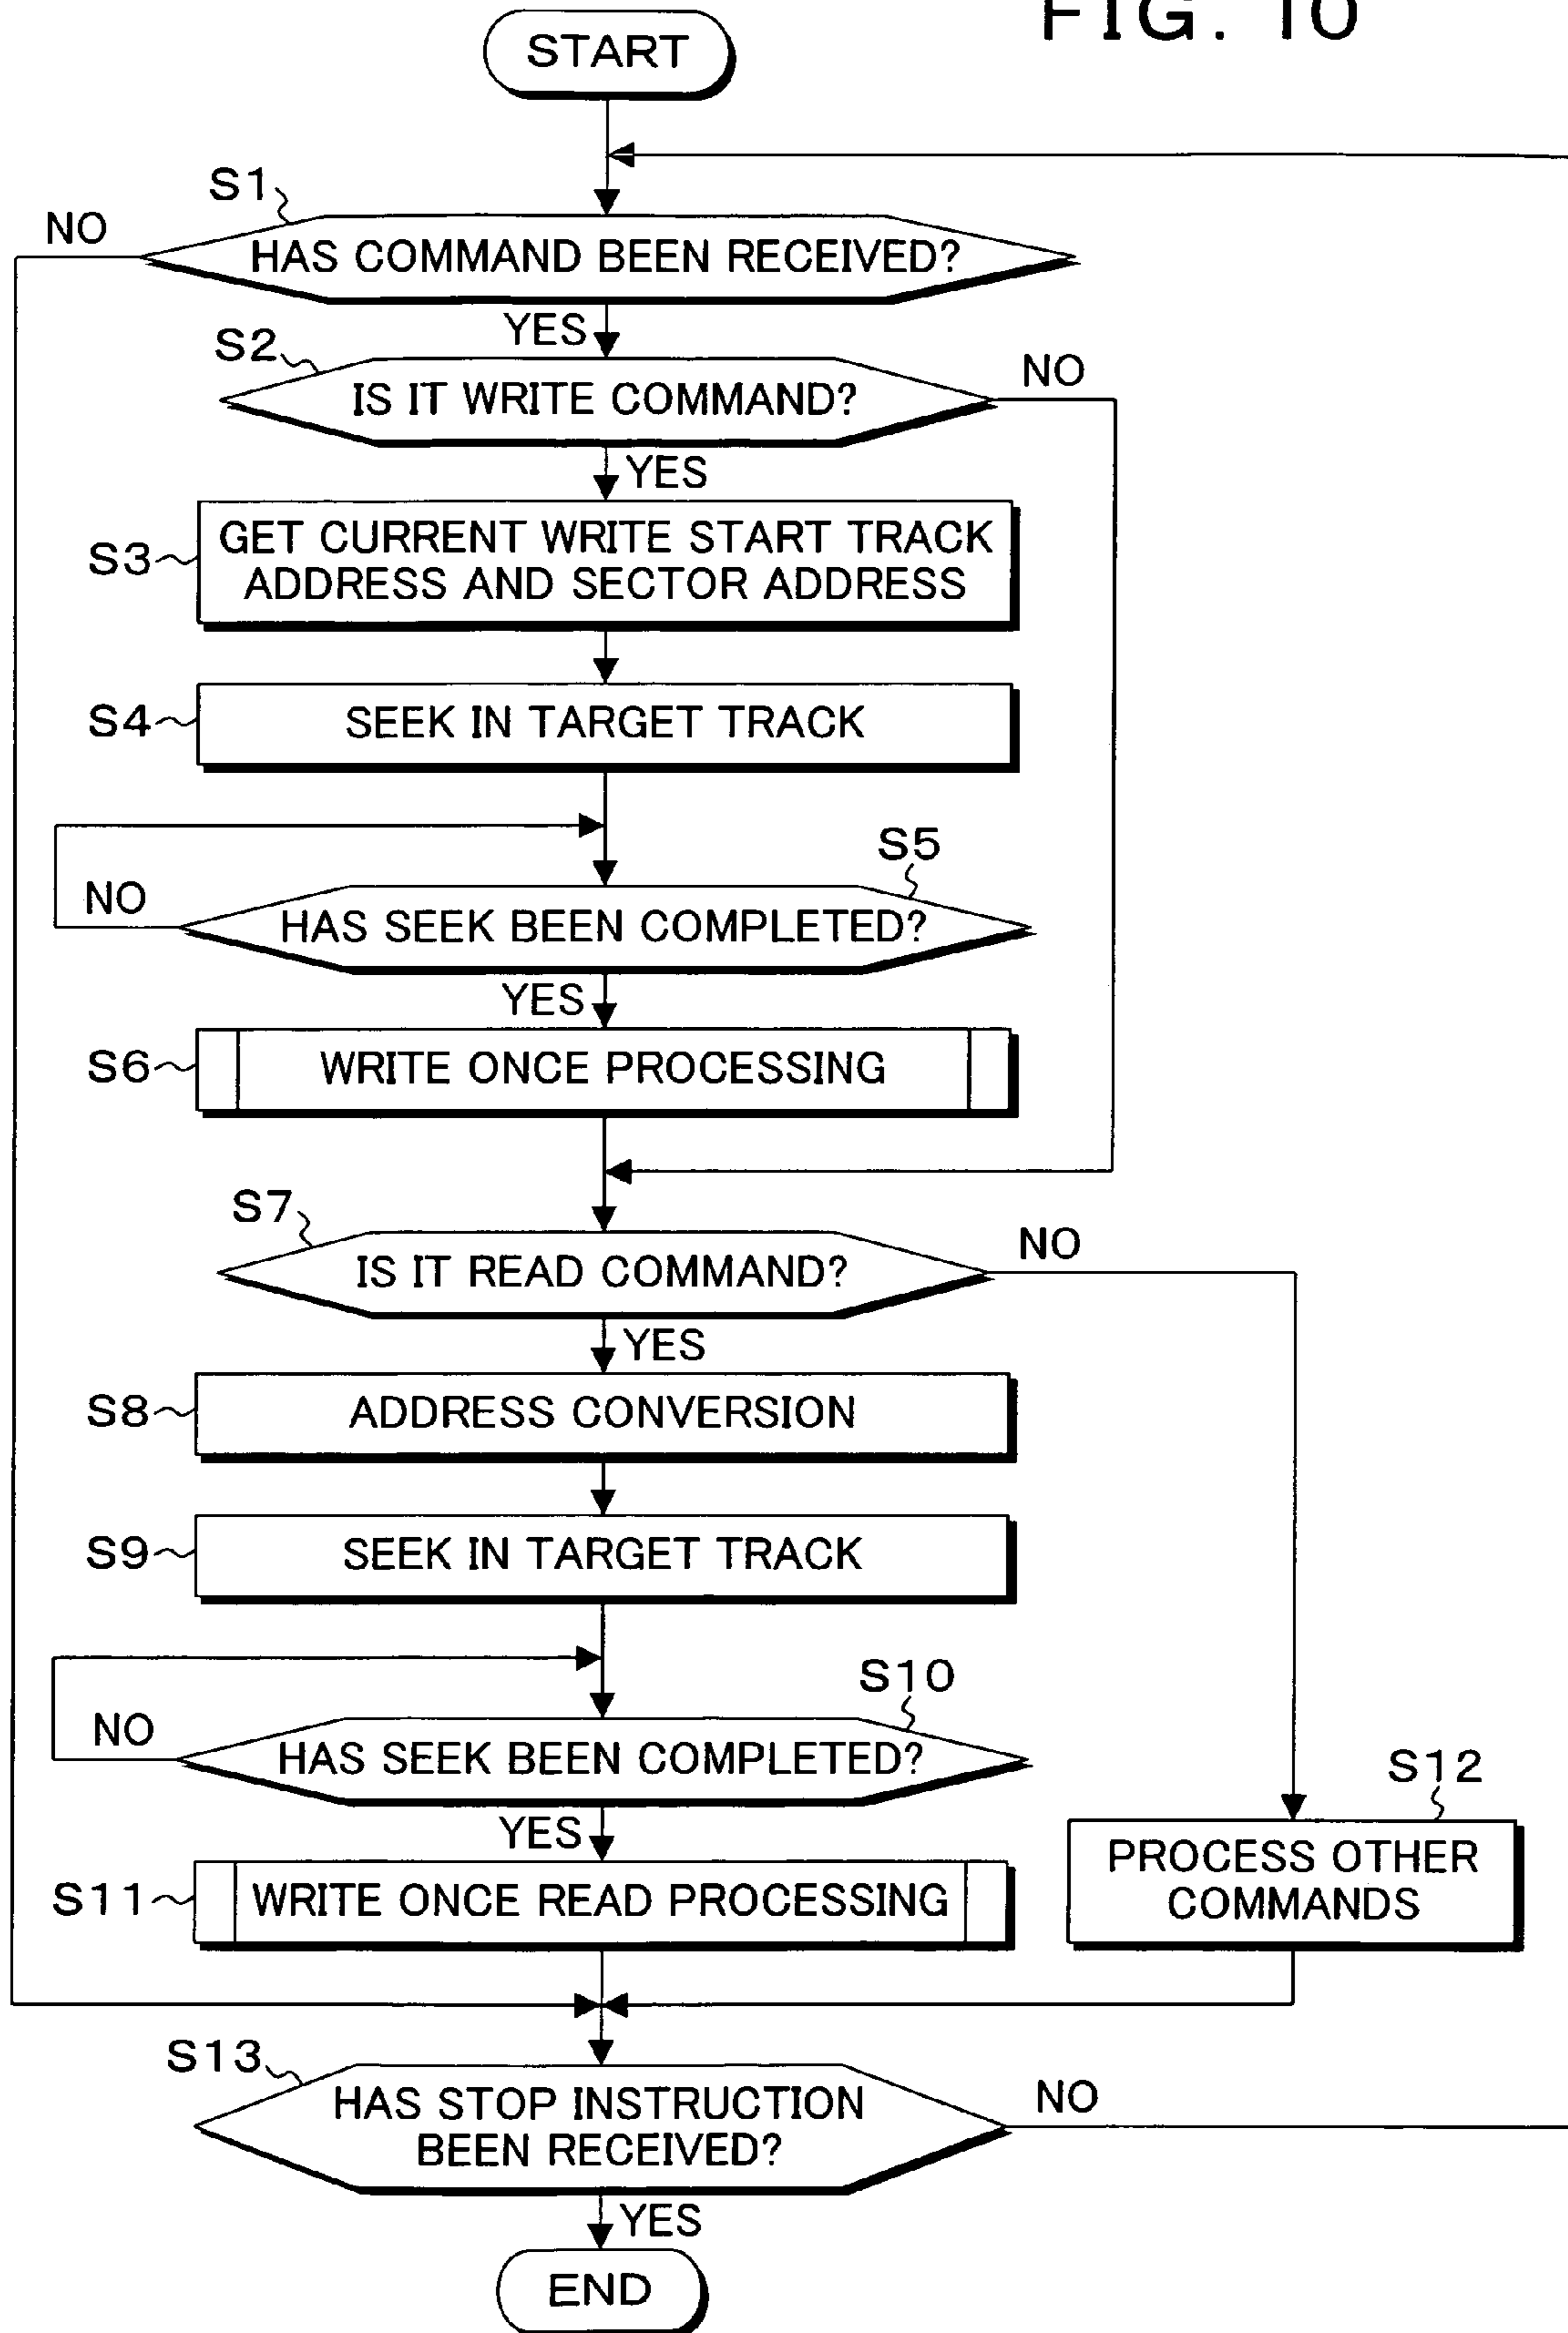 FIG. 10
START
S1
NO
HAS COMMAND BEEN RECEIVED?
YES
S2
NO
IS IT WRITE COMMAND?
YES
S3
GET CURRENT WRITE START TRACK
ADDRESS AND SECTOR ADDRESS
S4
SEEK IN TARGET TRACK
S5
NO
HAS SEEK BEEN COMPLETED?
YES
S6
WRITE ONCE PROCESSING
S7
NO
IS IT READ COMMAND?
YES
S8
ADDRESS CONVERSION
S9
SEEK IN TARGET TRACK
S10
NO
HAS SEEK BEEN COMPLETED?
YES
S11
WRITE ONCE READ PROCESSING
S12
PROCESS OTHER
COMMANDS
S13
HAS STOP INSTRUCTION
BEEN RECEIVED?
NO
YES
END